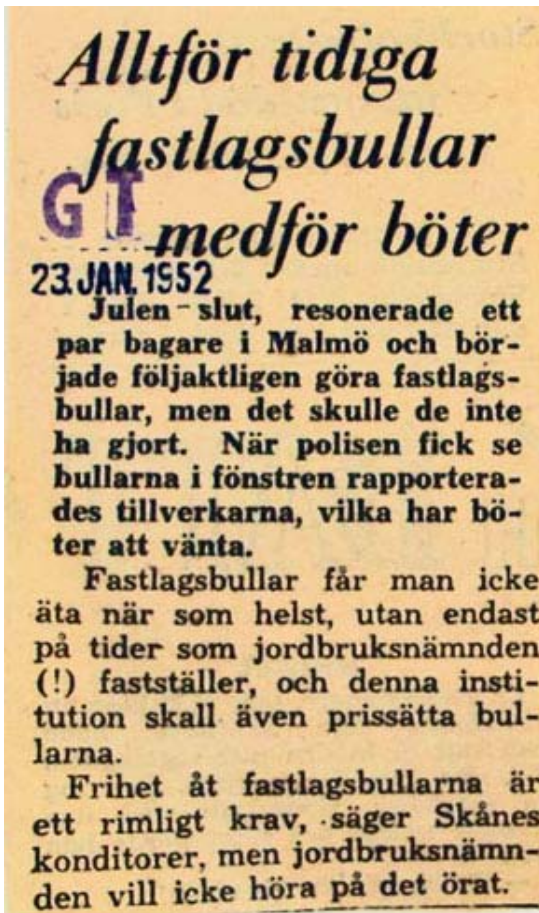 Alltför tidiga
fastlagsbullar
GT
medför böter
23. JAN. 1952
Julen slut, resonerade ett
par bagare i Malmö och bör-
jade följaktligen göra fastlags-
bullar, men det skulle de inte
ha gjort. När polisen fick se
bullarna i fönstren rapportera-
des tillverkarna, vilka har bö-
ter att vänta.
Fastlagsbullar får man icke
äta när som helst, utan endast
på tider som jordbruksnämnden
(!) fastställer, och denna insti-
tution skall även prissätta bul-
larna.
Frihet åt fastlagsbullarna är
ett rimligt krav, säger Skånes
konditorer, men jordbruksnämn-
den vill icke höra på det örat.